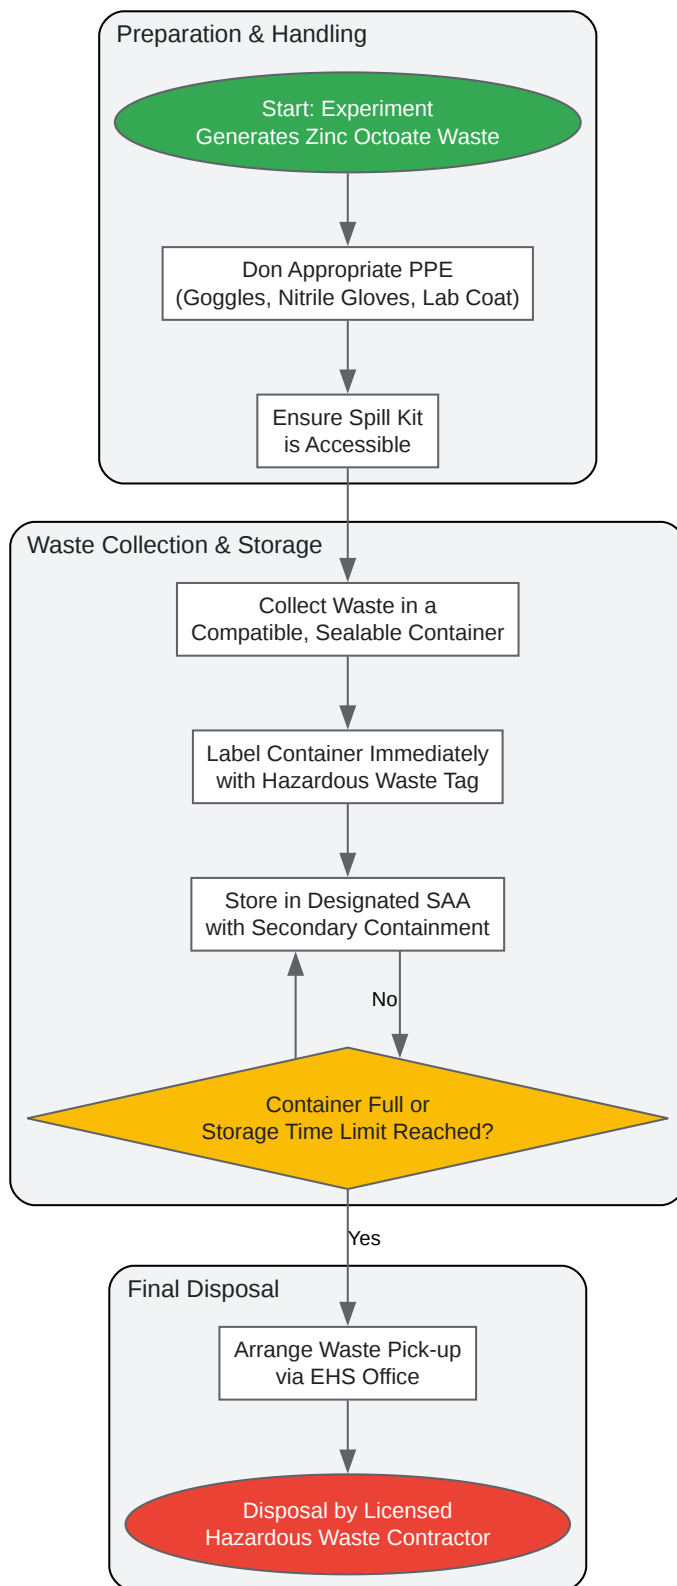 Preparation & Handling
Start: Experiment
Generates Zinc Octoate Waste
Don Appropriate PPE
(Goggles, Nitrile Gloves, Lab Coat)
Ensure Spill Kit
is Accessible
Waste Collection & Storage
Collect Waste in a
Compatible, Sealable Container
Label Container Immediately
with Hazardous Waste Tag
Store in Designated SAA
with Secondary Containment
No
Container Full or
Storage Time Limit Reached?
Yes
Final Disposal
Arrange Waste Pick-up
via EHS Office
Disposal by Licensed
Hazardous Waste Contractor